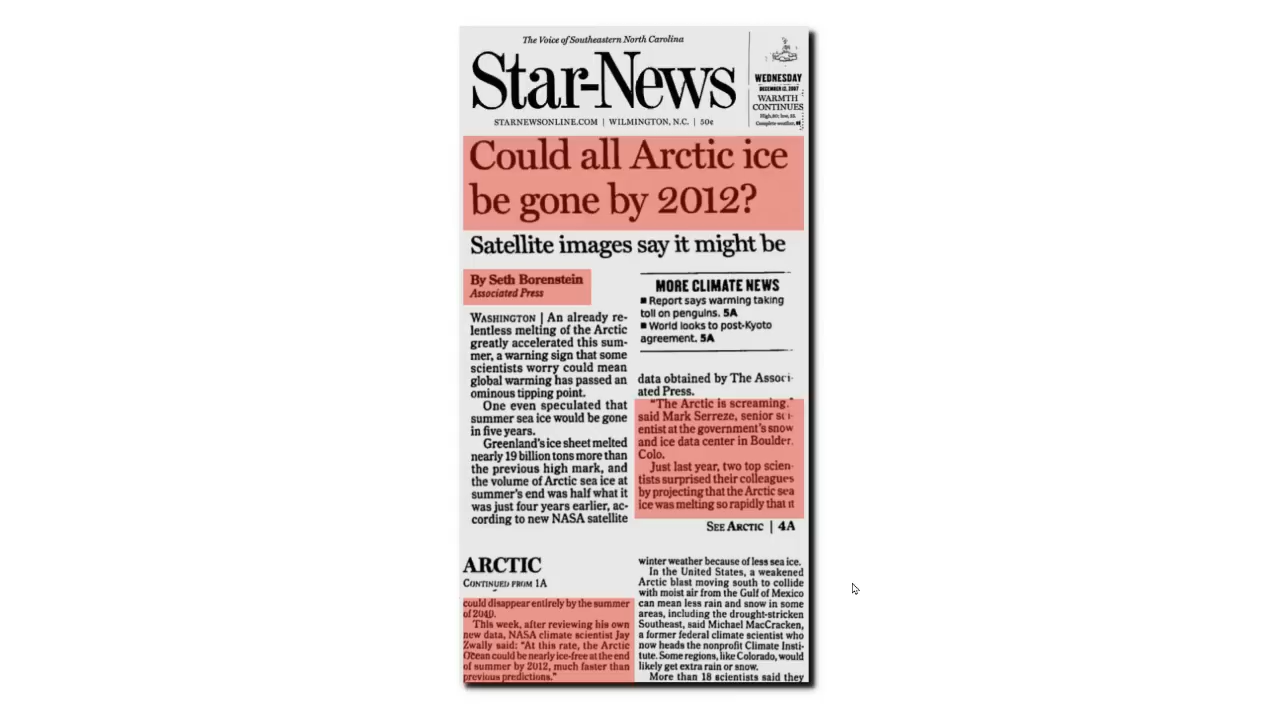 The Voice of Southeastern North Carolina
Star-News
STARNEWSONLINE.COM | WILMINGTON, N.C. | 50¢
WEDNESDAY
DECEMBER 12, 2007
WARMTH
CONTINUES
High, 80; low, 55.
Complete weather,
Could all Arctic ice
be gone by 2012?
Satellite images say it might be
By Seth Borenstein
Associated Press
WASHINGTON | An already re-
lentless melting of the Arctic
greatly accelerated this sum-
mer, a warning sign that some
scientists worry could mean
global warming has passed an
ominous tipping point.
One even speculated that
summer sea ice would be gone
in five years.
Greenland's ice sheet melted
nearly 19 billion tons more than
the previous high mark, and
the volume of Arctic sea ice at
summer's end was half what it
was just four years earlier, ac-
cording to new NASA satellite
MORE CLIMATE NEWS
■ Report says warming taking
toll on penguins. 5A
■ World looks to post-Kyoto
agreement. 5A
data obtained by The Associ-
ated Press.
"The Arctic is screaming,"
said Mark Serreze, senior sci-
entist at the government's snow
and ice data center in Boulder,
Colo.
Just last year, two top scien-
tists surprised their colleagues
by projecting that the Arctic sea
ice was melting so rapidly that it
SEE ARCTIC | 4A
ARCTIC
CONTINUED FROM 1A
could disappear entirely by the summer
of 2040.
This week, after reviewing his own
new data, NASA climate scientist Jay
Zwally said: "At this rate, the Arctic
Ocean could be nearly ice-free at the end
of summer by 2012, much faster than
previous predictions."
winter weather because of less sea ice.
In the United States, a weakened
Arctic blast moving south to collide
with moist air from the Gulf of Mexico
can mean less rain and snow in some
areas, including the drought-stricken
Southeast, said Michael MacCracken,
a former federal climate scientist who
now heads the nonprofit Climate Insti-
tute. Some regions, like Colorado, would
likely get extra rain or snow.
More than 18 scientists said they